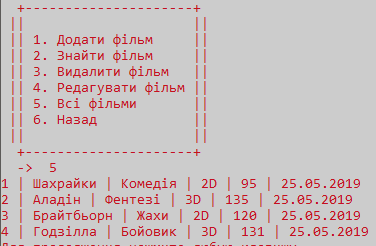 +---------------------+
||                     ||
|| 1. Додати фільм     ||
|| 2. Знайти фільм     ||
|| 3. Видалити фільм   ||
|| 4. Редагувати фільм ||
|| 5. Всі фільми       ||
|| 6. Назад            ||
||                     ||
+---------------------+
-> 5
1 | Шахрайки | Комедія | 2D | 95 | 25.05.2019
2 | Аладін | Фентезі | 3D | 135 | 25.05.2019
3 | Брайтбьорн | Жахи | 2D | 120 | 25.05.2019
4 | Годзілла | Бойовик | 3D | 131 | 25.05.2019